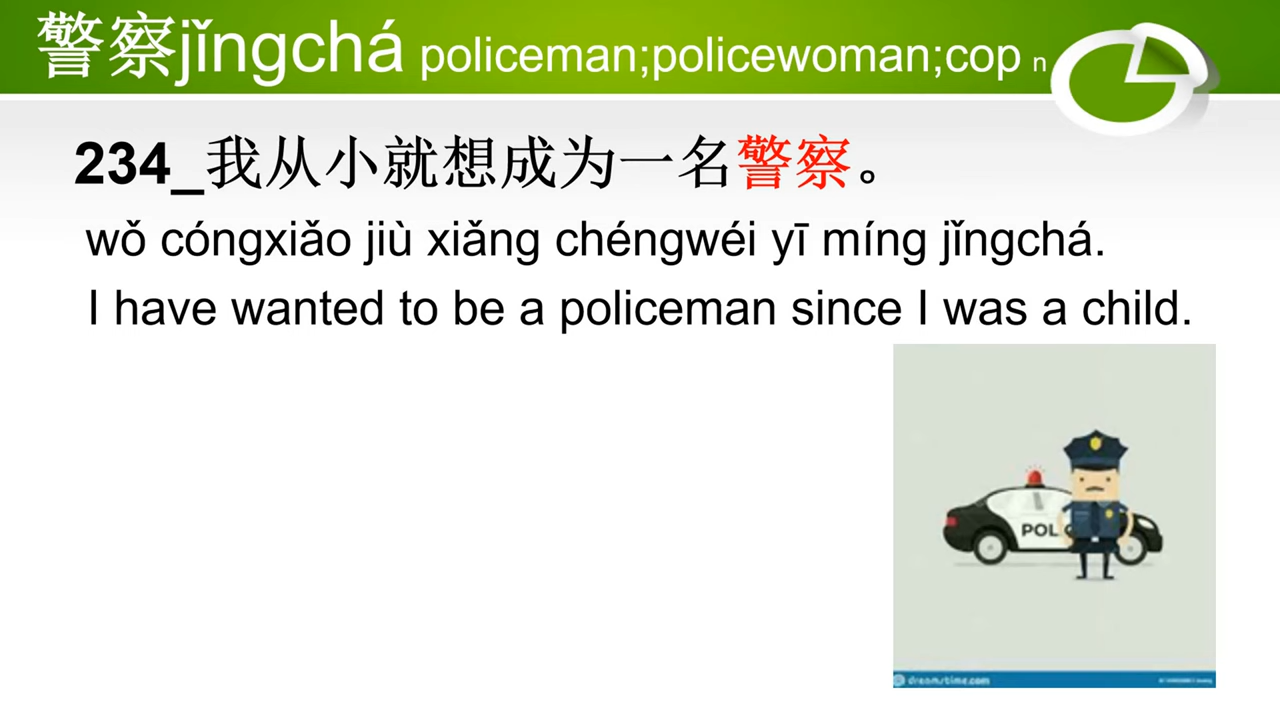 警察jǐngchá policeman;policewoman;cop n
234_我从小就想成为一名警察。
wǒ cóngxiǎo jiù xiǎng chéngwéi yī míng jǐngchá.
I have wanted to be a policeman since I was a child.
POL
dreamstime.com